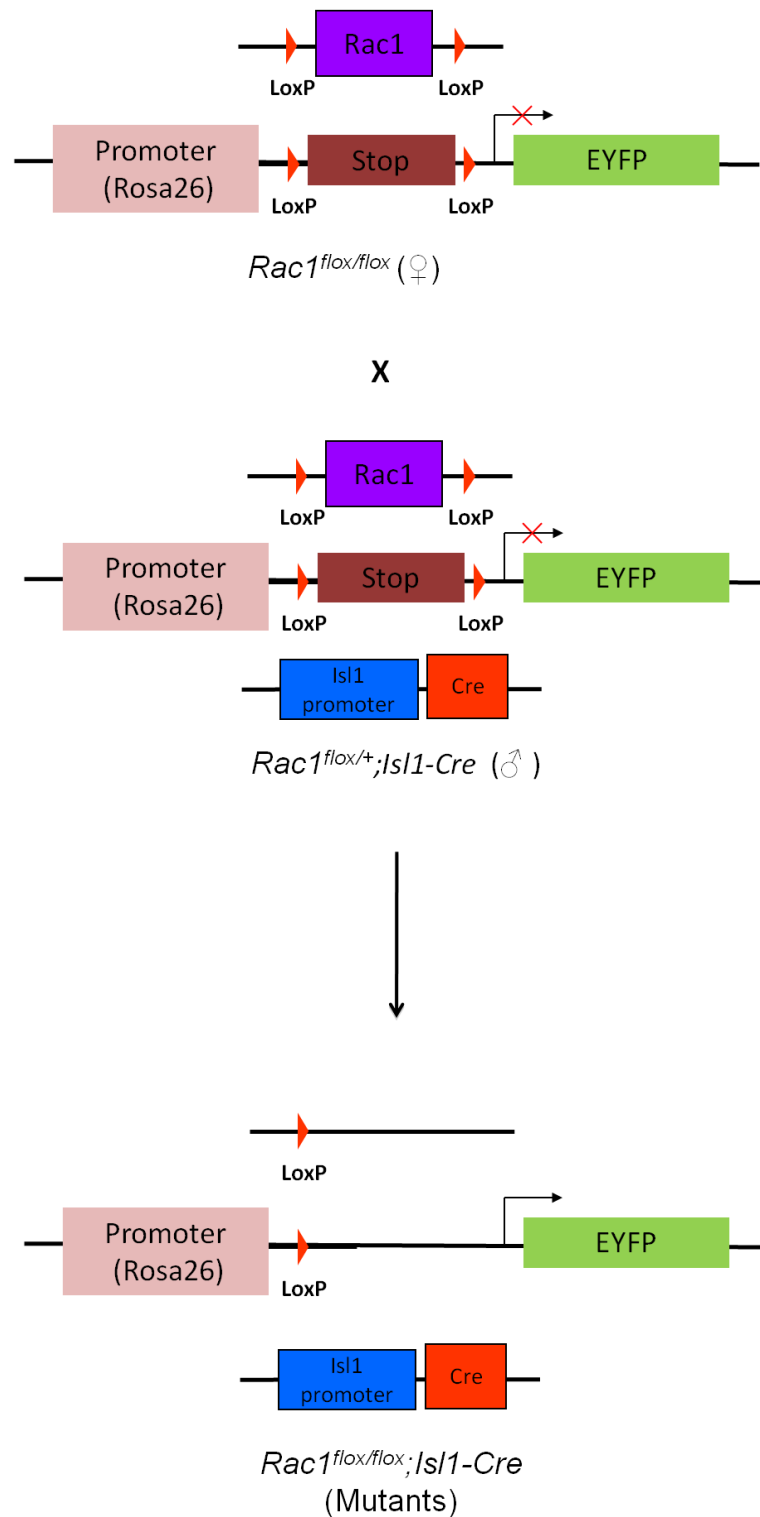 Rac1
LoxP LoxP
Promoter
(Rosa26)
Stop
EYFP
LoxP LoxP
Rac1flox/flox (♀)
X
Rac1
LoxP LoxP
Promoter
(Rosa26)
Stop
EYFP
LoxP LoxP
Isl1
promoter
Cre
Rac1flox/+;Isl1-Cre (♂)
LoxP
Promoter
(Rosa26)
EYFP
LoxP
Isl1
promoter
Cre
Rac1flox/flox;Isl1-Cre
(Mutants)